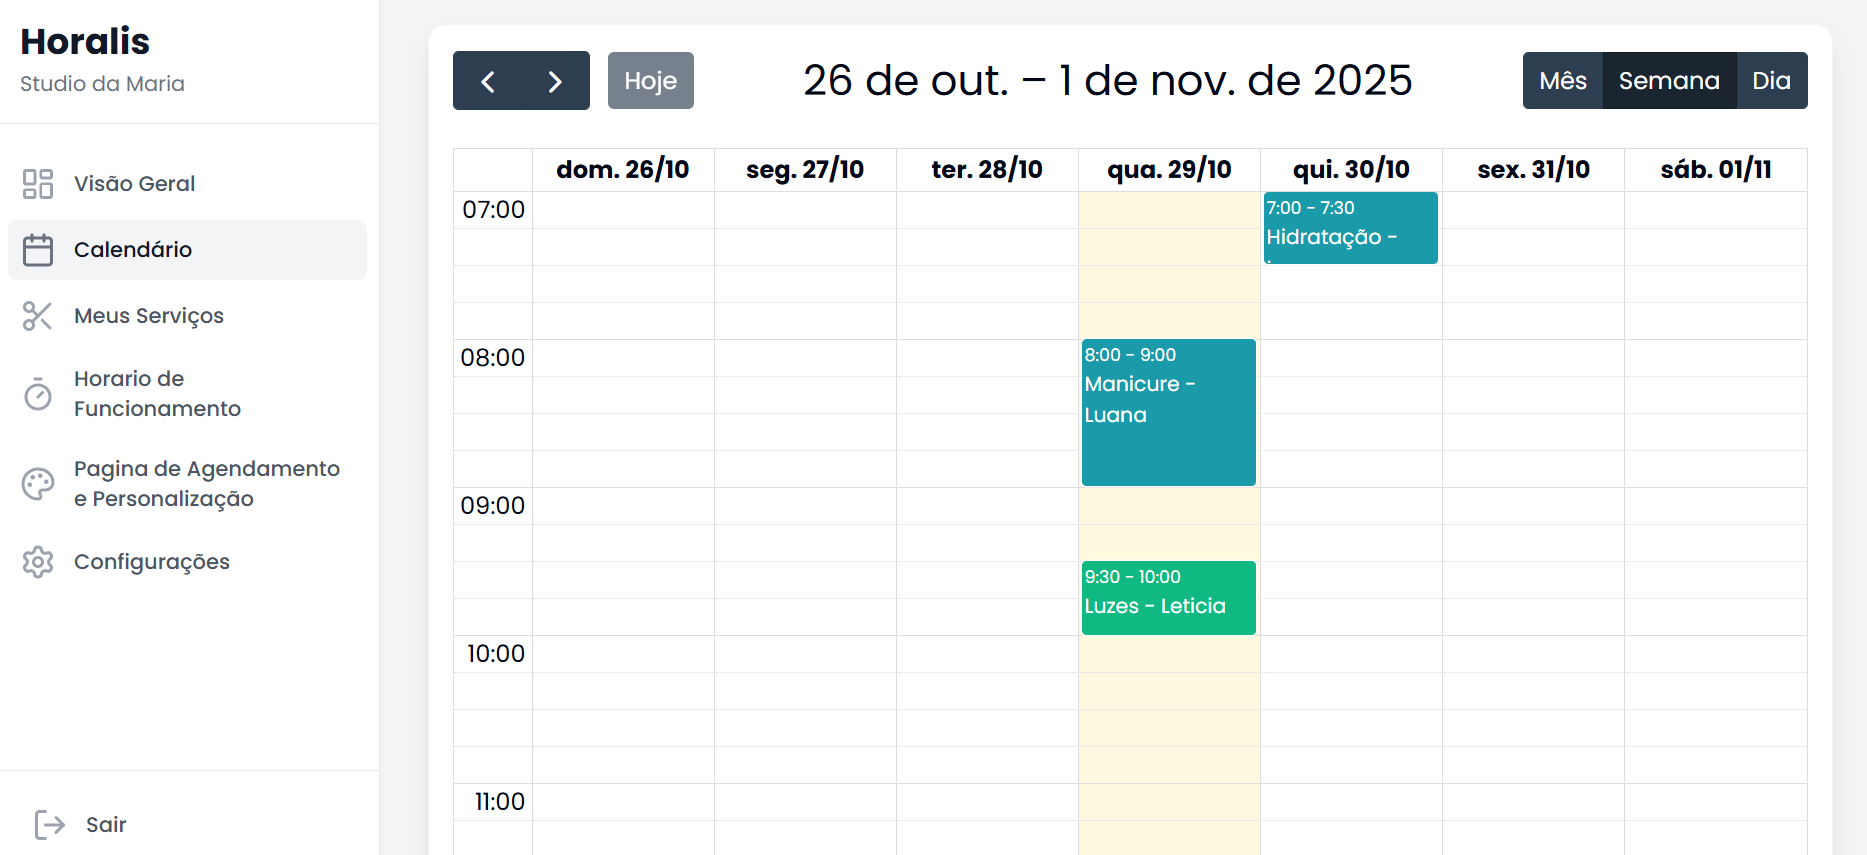 Horalis
Studio da Maria
Visão Geral
Calendário
Meus Serviços
Horario de
Funcionamento
Pagina de Agendamento
e Personalização
Configurações
Sair
Hoje
26 de out. – 1 de nov. de 2025
Mês Semana Dia
dom. 26/10 seg. 27/10 ter. 28/10 qua. 29/10 qui. 30/10 sex. 31/10 sáb. 01/11
07:00
7:00 - 7:30
Hidratação -
08:00
8:00 - 9:00
Manicure -
Luana
09:00
9:30 - 10:00
Luzes - Leticia
10:00
11:00